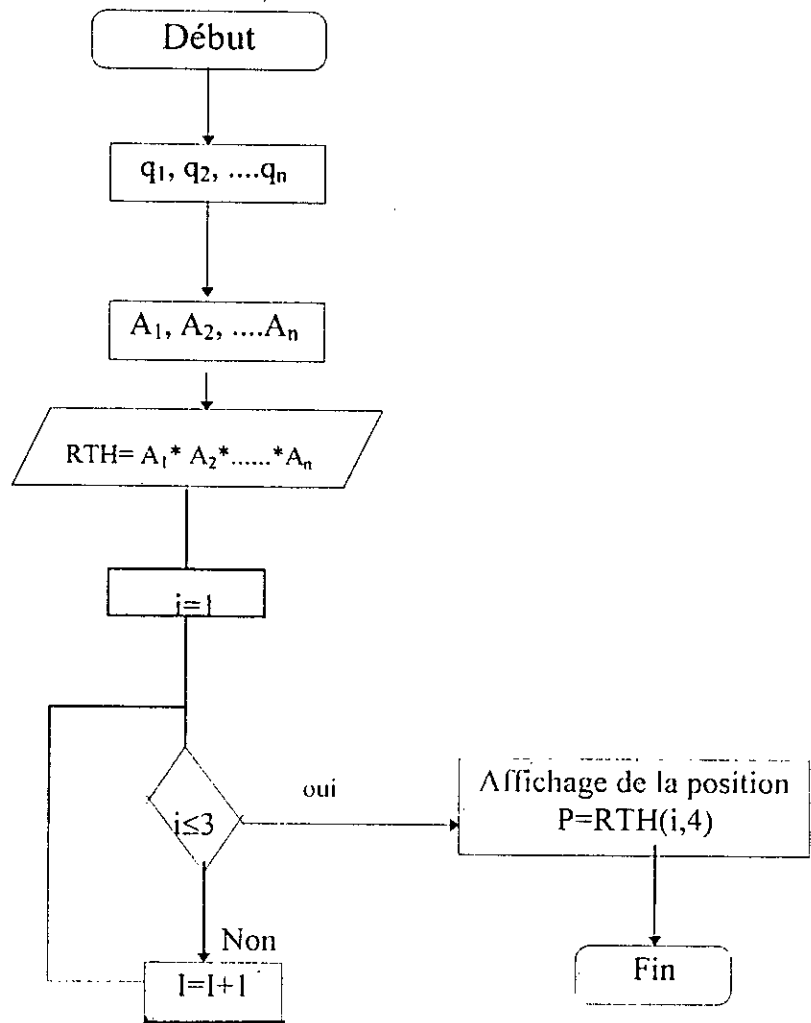 Début
q₁, q₂, ....qₙ
A₁, A₂, ....Aₙ
RTH= A₁* A₂*......*Aₙ
i=1
i≤3
oui
Affichage de la position
P=RTH(i,4)
Non
I=I+1
Fin